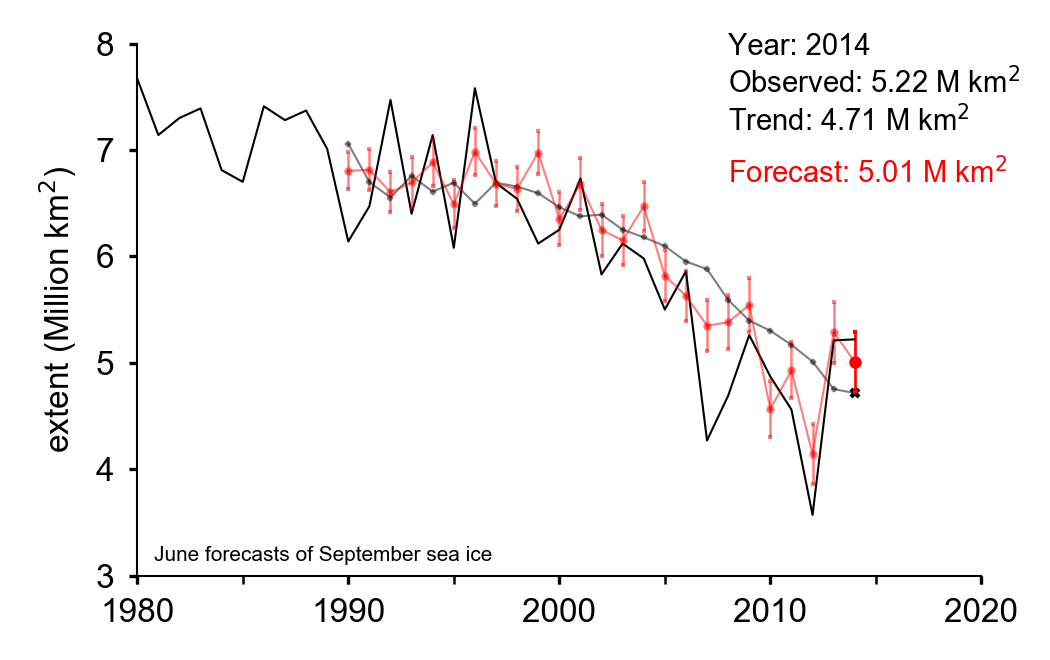 Year: 2014
Observed: 5.22 M km²
Trend: 4.71 M km²
Forecast: 5.01 M km²
8
7
6
5
4
3
extent (Million km²)
June forecasts of September sea ice
1980 1990 2000 2010 2020